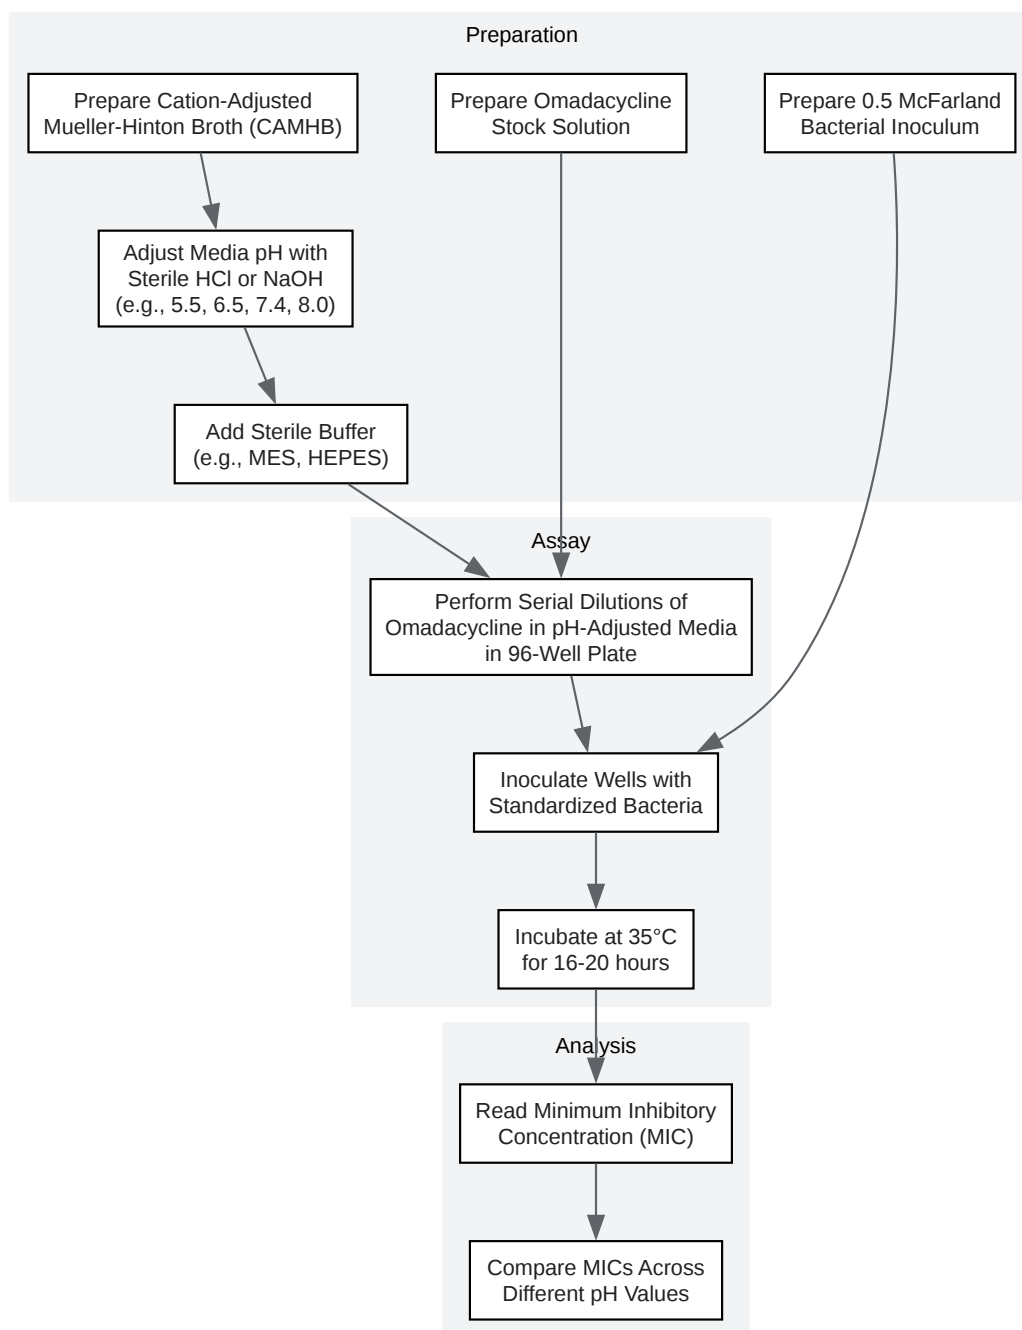 Preparation
Prepare Cation-Adjusted
Mueller-Hinton Broth (CAMHB)
Prepare Omadacycline
Stock Solution
Prepare 0.5 McFarland
Bacterial Inoculum
Adjust Media pH with
Sterile HCl or NaOH
(e.g., 5.5, 6.5, 7.4, 8.0)
Add Sterile Buffer
(e.g., MES, HEPES)
Assay
Perform Serial Dilutions of
Omadacycline in pH-Adjusted Media
in 96-Well Plate
Inoculate Wells with
Standardized Bacteria
Incubate at 35°C
for 16-20 hours
Analysis
Read Minimum Inhibitory
Concentration (MIC)
Compare MICs Across
Different pH Values